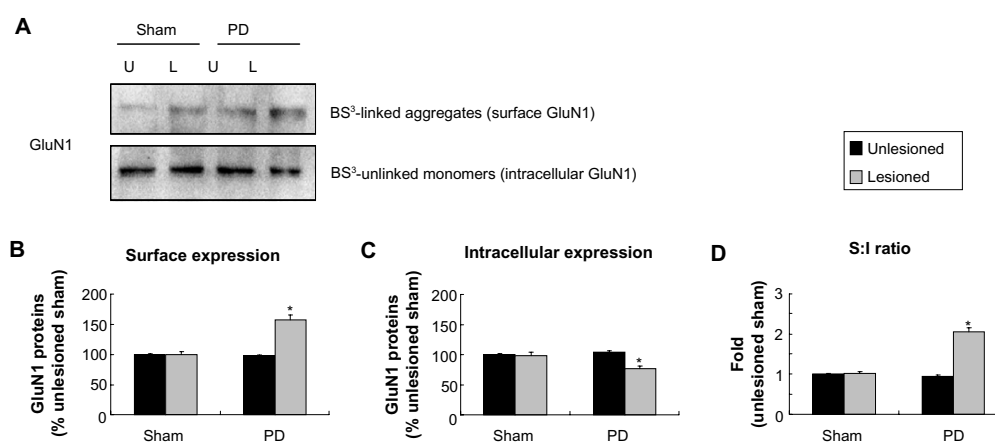 A
Sham PD
U L U L
GluN1
BS³-linked aggregates (surface GluN1)
BS³-unlinked monomers (intracellular GluN1)
Unlesioned
Lesioned
B
Surface expression
GluN1 proteins
(% unlesioned sham)
200
150
100
50
0
*
Sham PD
C
Intracellular expression
GluN1 proteins
(% unlesioned sham)
200
150
100
50
0
*
Sham PD
D
S:I ratio
Fold
(unlesioned sham)
3
2
1
0
*
Sham PD